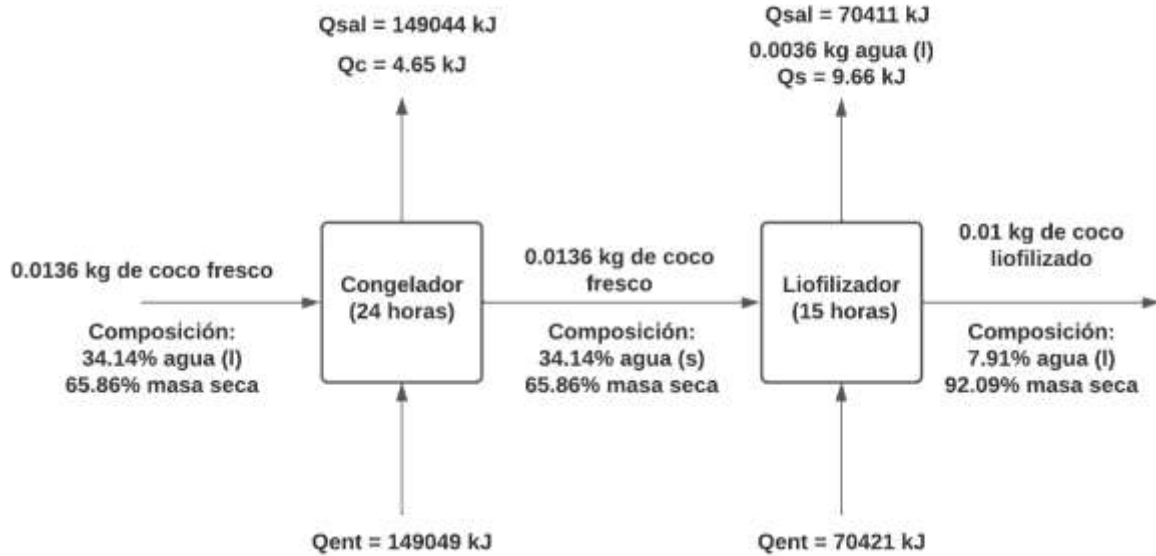 Qsal = 149044 kJ
Qc = 4.65 kJ
Qsal = 70411 kJ
0.0036 kg agua (l)
Qs = 9.66 kJ
0.0136 kg de coco fresco
Composición:
34.14% agua (l)
65.86% masa seca
Congelador
(24 horas)
0.0136 kg de coco
fresco
Composición:
34.14% agua (s)
65.86% masa seca
Liofilizador
(15 horas)
0.01 kg de coco
liofilizado
Composición:
7.91% agua (l)
92.09% masa seca
Qent = 149049 kJ
Qent = 70421 kJ